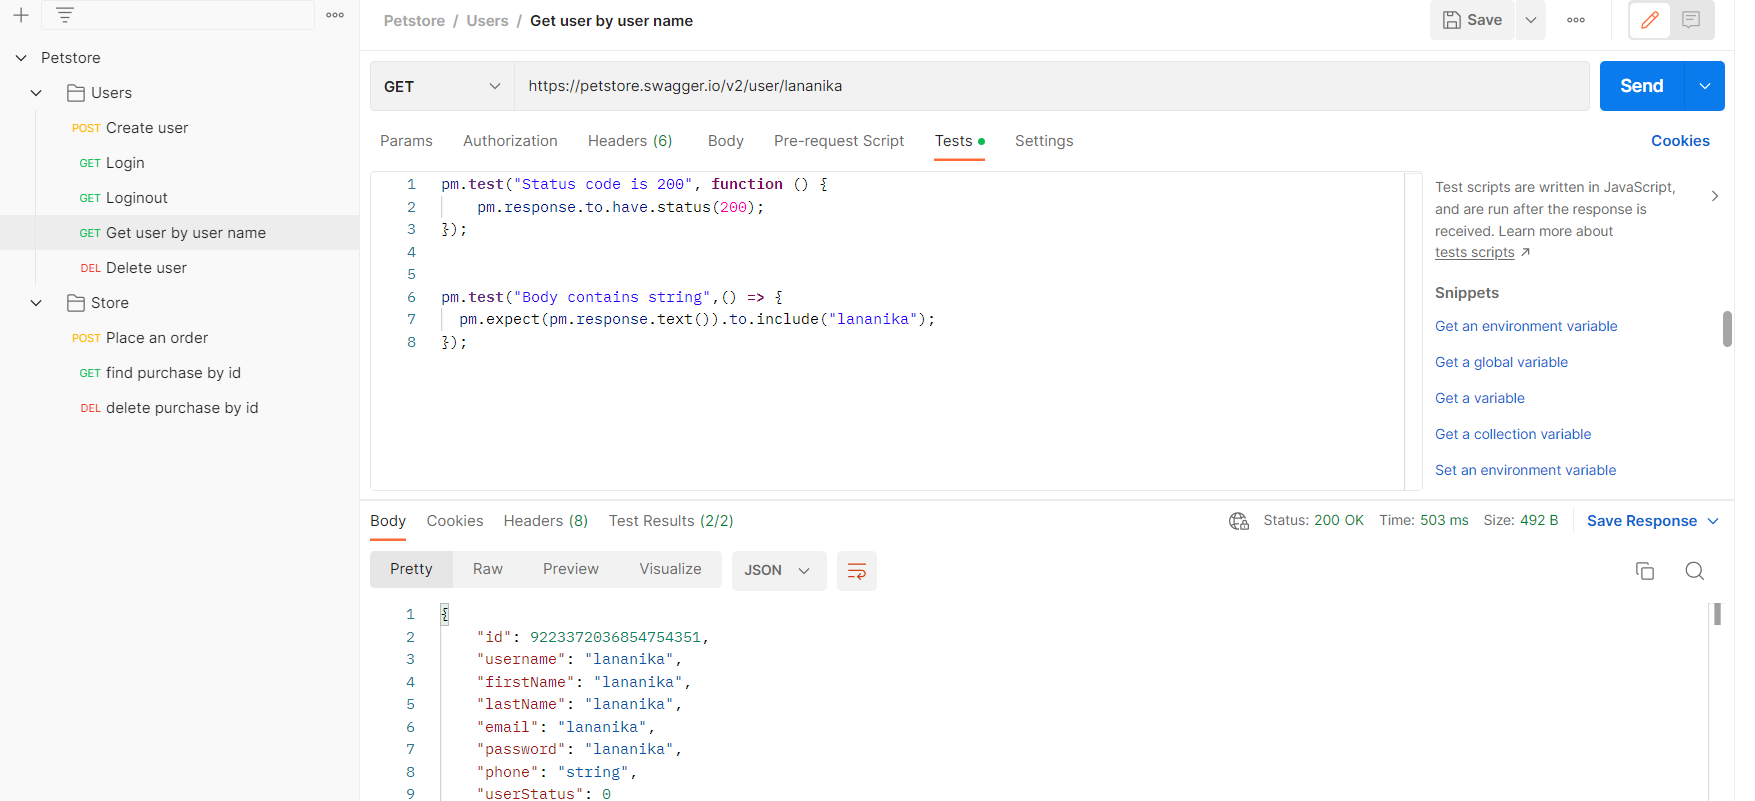 Petstore
Users
POST Create user
GET Login
GET Loginout
GET Get user by user name
DEL Delete user
Store
POST Place an order
GET find purchase by id
DEL delete purchase by id
Petstore / Users / Get user by user name
Save
GET
https://petstore.swagger.io/v2/user/lananika
Send
Params Authorization Headers (6) Body Pre-request Script Tests Settings Cookies
1 pm.test("Status code is 200", function () {
2 pm.response.to.have.status(200);
3 });
4
5
6 pm.test("Body contains string",() => {
7 pm.expect(pm.response.text()).to.include("lananika");
8 });
Test scripts are written in JavaScript,
and are run after the response is
received. Learn more about
tests scripts ↗
Snippets
Get an environment variable
Get a global variable
Get a variable
Get a collection variable
Set an environment variable
Body Cookies Headers (8) Test Results (2/2)
Status: 200 OK Time: 503 ms Size: 492 B Save Response
Pretty Raw Preview Visualize JSON
1 {
2 "id": 9223372036854754351,
3 "username": "lananika",
4 "firstName": "lananika",
5 "lastName": "lananika",
6 "email": "lananika",
7 "password": "lananika",
8 "phone": "string",
9 "userStatus": 0